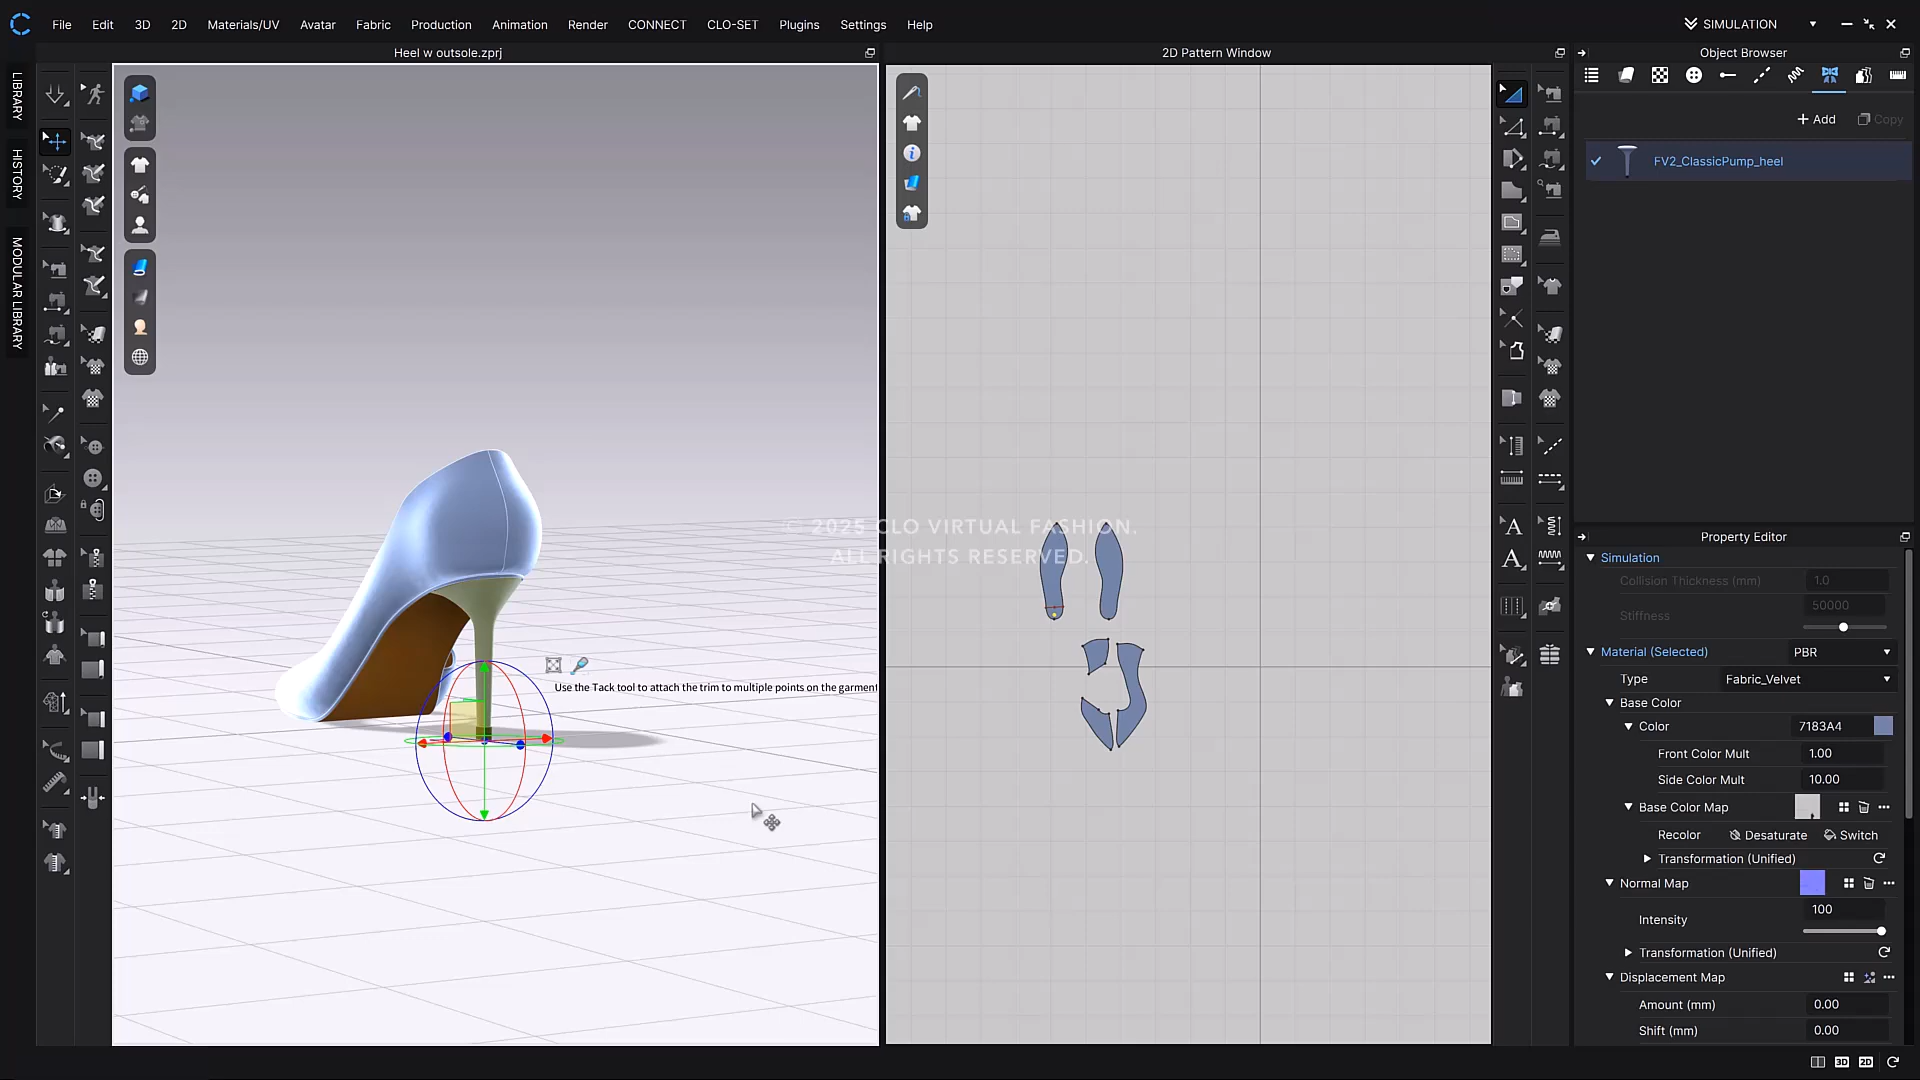 File Edit 3D 2D Materials/UV Avatar Fabric Production Animation Render CONNECT CLO-SET Plugins Settings Help SIMULATION
Heel w outsole.zprj
2D Pattern Window
Object Browser
LIBRARY
HISTORY
MODULAR LIBRARY
Add Copy
FV2_ClassicPump_heel
Use the Tack tool to attach the trim to multiple points on the garment
© 2025 CLO VIRTUAL FASHION.
ALL RIGHTS RESERVED.
A
A
Property Editor
Simulation
Collision Thickness (mm) 1.0
Stiffness 50000
Material (Selected) PBR
Type Fabric_Velvet
Base Color
Color 7183A4
Front Color Mult 1.00
Side Color Mult 10.00
Base Color Map
Recolor Desaturate Switch
Transformation (Unified)
Normal Map
Intensity 100
Transformation (Unified)
Displacement Map
Amount (mm) 0.00
Shift (mm) 0.00
3D 2D